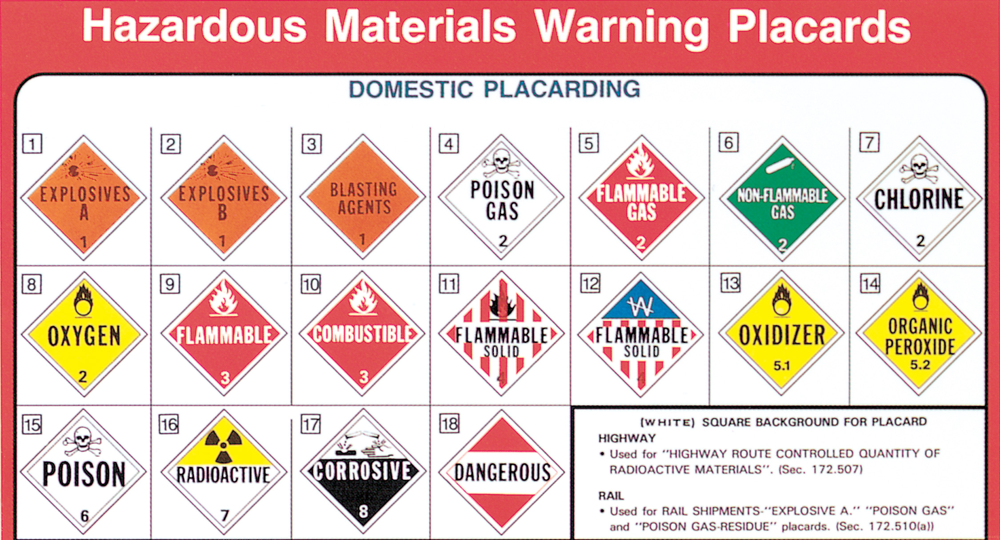 Hazardous Materials Warning Placards
DOMESTIC PLACARDING
1
EXPLOSIVES
A
1
2
EXPLOSIVES
B
1
3
BLASTING
AGENTS
1
4
POISON
GAS
2
5
FLAMMABLE
GAS
2
6
NON-FLAMMABLE
GAS
2
7
CHLORINE
2
8
OXYGEN
2
9
FLAMMABLE
3
10
COMBUSTIBLE
3
11
FLAMMABLE
SOLID
4
12
W
FLAMMABLE
SOLID
4
13
OXIDIZER
5.1
14
ORGANIC
PEROXIDE
5.2
15
POISON
6
16
RADIOACTIVE
7
17
CORROSIVE
8
18
DANGEROUS
(WHITE) SQUARE BACKGROUND FOR PLACARD
HIGHWAY
• Used for "HIGHWAY ROUTE CONTROLLED QUANTITY OF
RADIOACTIVE MATERIALS". (Sec. 172.507)
RAIL
• Used for RAIL SHIPMENTS-"EXPLOSIVE A." "POISON GAS"
and "POISON GAS-RESIDUE" placards. (Sec. 172.510(a))